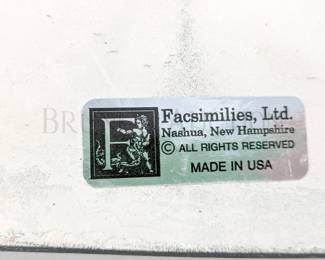 F
Facsimilies, Ltd.
Nashua, New Hampshire
© ALL RIGHTS RESERVED
MADE IN USA